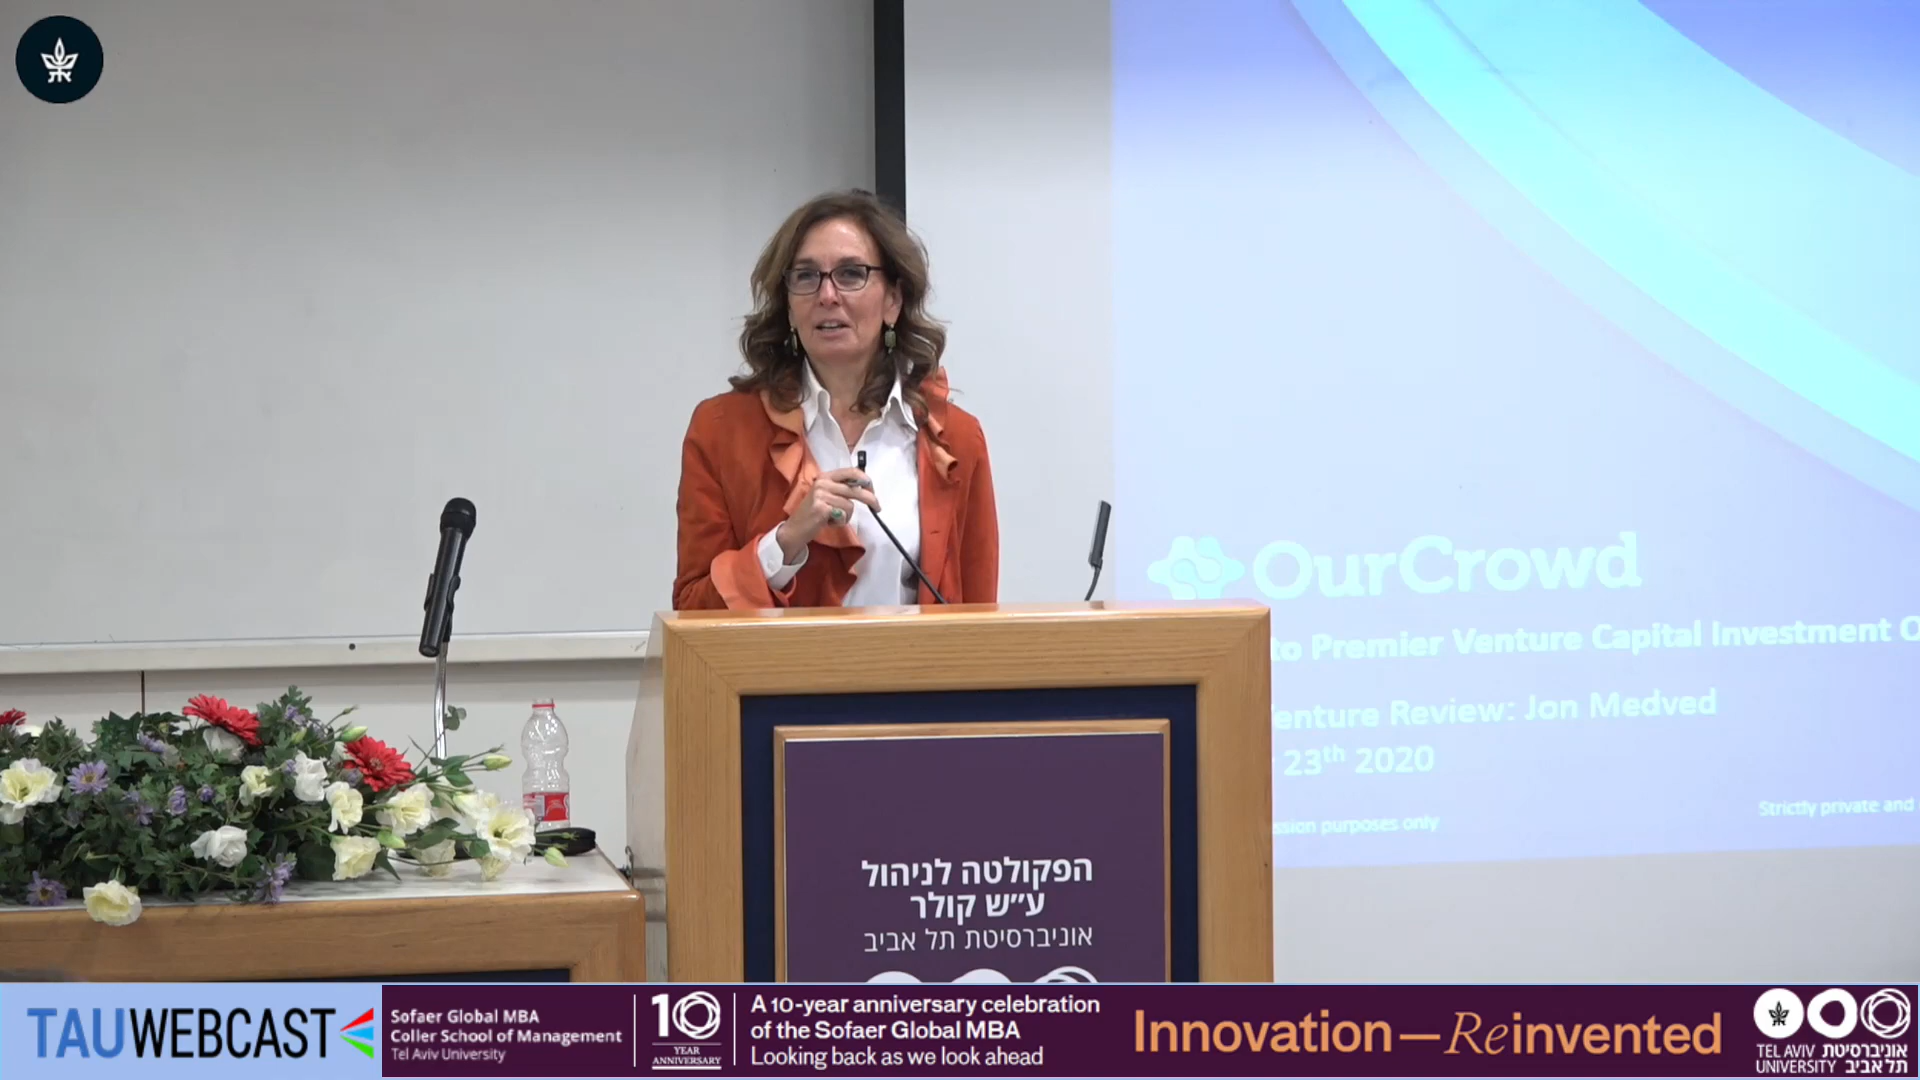 OurCrowd
to Premier Venture Capital Investment
Venture Review: Jon Medved
23th 2020
purposes only
Strictly private and
הפקולטה לניהול
ע״ש קולר
אוניברסיטת תל אביב
TAUWEBCAST
Sofaer Global MBA
Coller School of Management
Tel Aviv University
10
YEAR
ANNIVERSARY
A 10-year anniversary celebration
of the Sofaer Global MBA
Looking back as we look ahead
Innovation—Reinvented
TEL AVIV אוניברסיטת
UNIVERSITY תל אביב